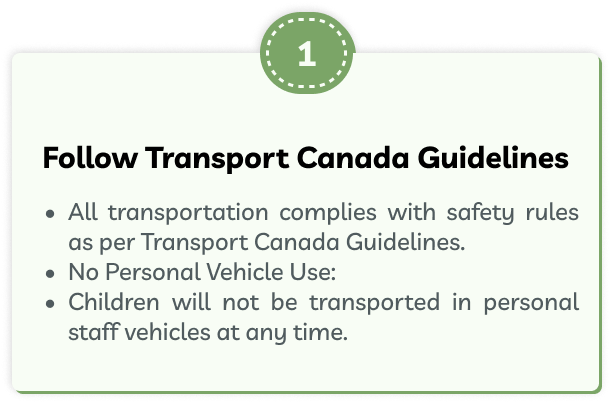 1
Follow Transport Canada Guidelines
• All transportation complies with safety rules
as per Transport Canada Guidelines.
• No Personal Vehicle Use:
• Children will not be transported in personal
staff vehicles at any time.